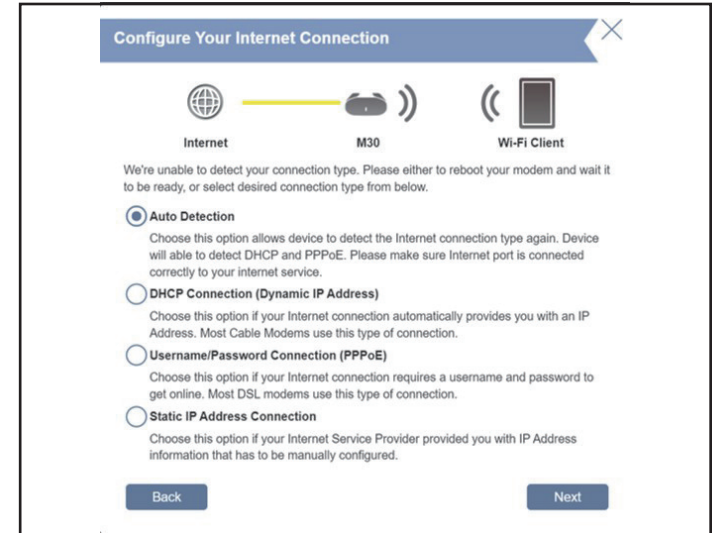 Configure Your Internet Connection
Internet
M30
Wi-Fi Client
We're unable to detect your connection type. Please either to reboot your modem and wait it
to be ready, or select desired connection type from below.
Auto Detection
Choose this option allows device to detect the Internet connection type again. Device
will able to detect DHCP and PPPoE. Please make sure Internet port is connected
correctly to your internet service.
DHCP Connection (Dynamic IP Address)
Choose this option if your Internet connection automatically provides you with an IP
Address. Most Cable Modems use this type of connection.
Username/Password Connection (PPPoE)
Choose this option if your Internet connection requires a username and password to
get online. Most DSL modems use this type of connection.
Static IP Address Connection
Choose this option if your Internet Service Provider provided you with IP Address
information that has to be manually configured.
Back
Next